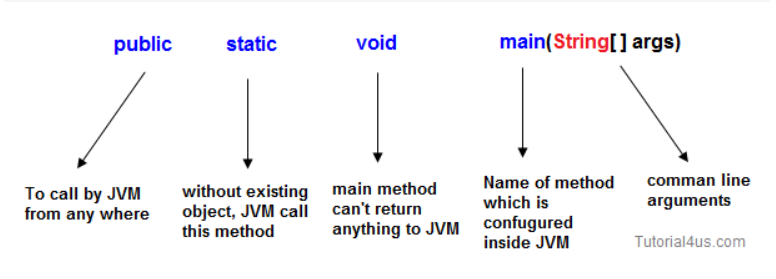 public static void main(String[] args)
To call by JVM
from any where
without existing
object, JVM call
this method
main method
can't return
anything to JVM
Name of method
which is
confugured
inside JVM
comman line
arguments
Tutorial4us.com